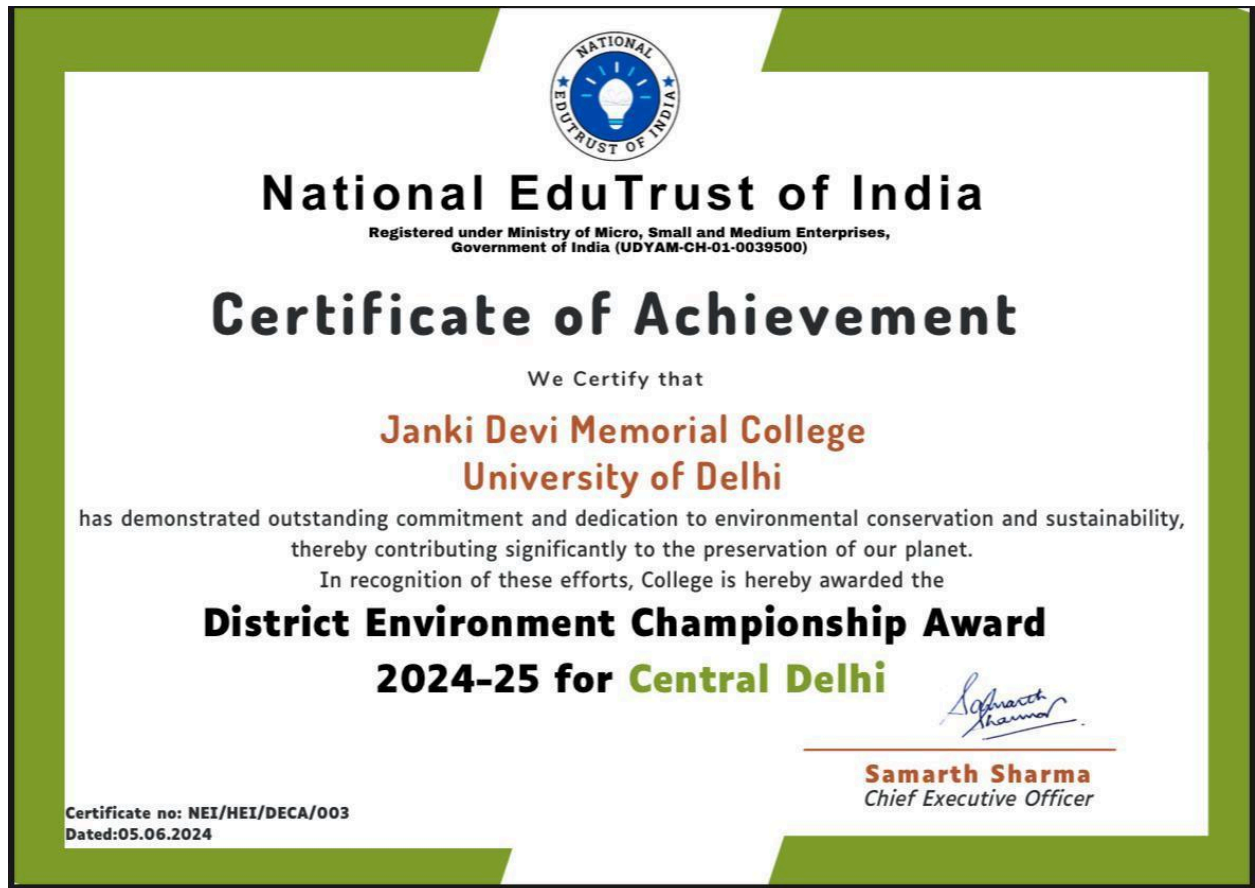 NATIONAL
EDUTRUST OF INDIA
National EduTrust of India
Registered under Ministry of Micro, Small and Medium Enterprises,
Government of India (UDYAM-CH-01-0039500)
Certificate of Achievement
We Certify that
Janki Devi Memorial College
University of Delhi
has demonstrated outstanding commitment and dedication to environmental conservation and sustainability,
thereby contributing significantly to the preservation of our planet.
In recognition of these efforts, College is hereby awarded the
District Environment Championship Award
2024-25 for Central Delhi
Samarth
Sharma
Samarth Sharma
Chief Executive Officer
Certificate no: NEI/HEI/DECA/003
Dated:05.06.2024